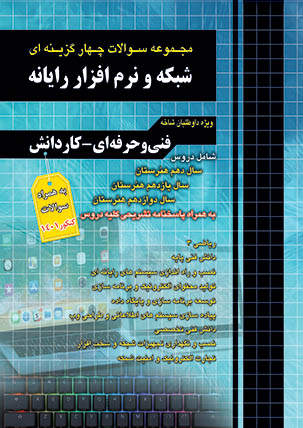 مجموعه سوالات چهار گزینه ای
شبکه و نرم افزار رایانه
ویژه داوطلبان شاخه
فنی و حرفه‌ای - کاردانش
شامل دروس
سال دهم هنرستان
سال یازدهم هنرستان
سال دوازدهم هنرستان
به همراه پاسخنامه تشریحی کلیه دروس
به همراه
سوالات
کنکور ۱۴۰۱
ریاضی ۳
دانش فنی پایه
نصب و راه اندازی سیستم های رایانه ای
تولید محتوای الکترونیک و برنامه سازی
توسعه برنامه سازی و پایگاه داده
پیاده سازی سیستم های اطلاعاتی و طراحی وب
دانش فنی تخصصی
نصب و نگهداری تجهیزات شبکه و سخت افزار
تجارت الکترونیک و امنیت شبکه